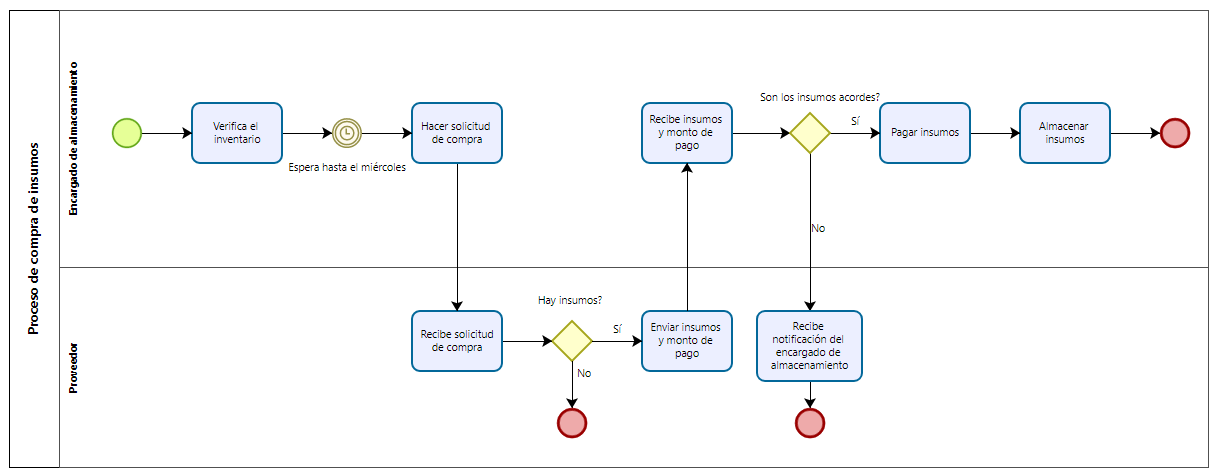 Proceso de compra de insumos
Encargado de almacenamiento
Verifica el
inventario
Espera hasta el miércoles
Hacer solicitud
de compra
Recibe insumos
y monto de
pago
Son los insumos acordes?
Sí
No
Pagar insumos
Almacenar
insumos
Proveedor
Recibe solicitud
de compra
Hay insumos?
Sí
No
Enviar insumos
y monto de
pago
Recibe
notificación del
encargado de
almacenamiento